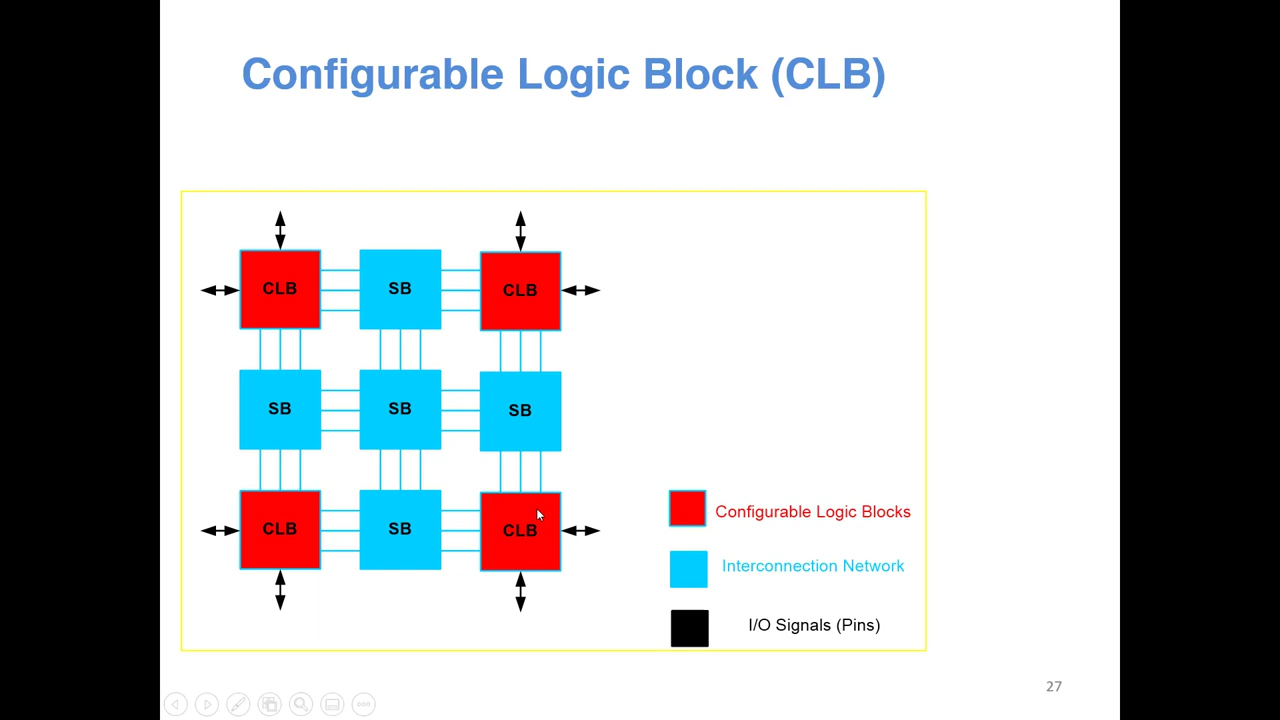 Configurable Logic Block (CLB)
CLB SB CLB
SB SB SB
CLB SB CLB
Configurable Logic Blocks
Interconnection Network
I/O Signals (Pins)
27